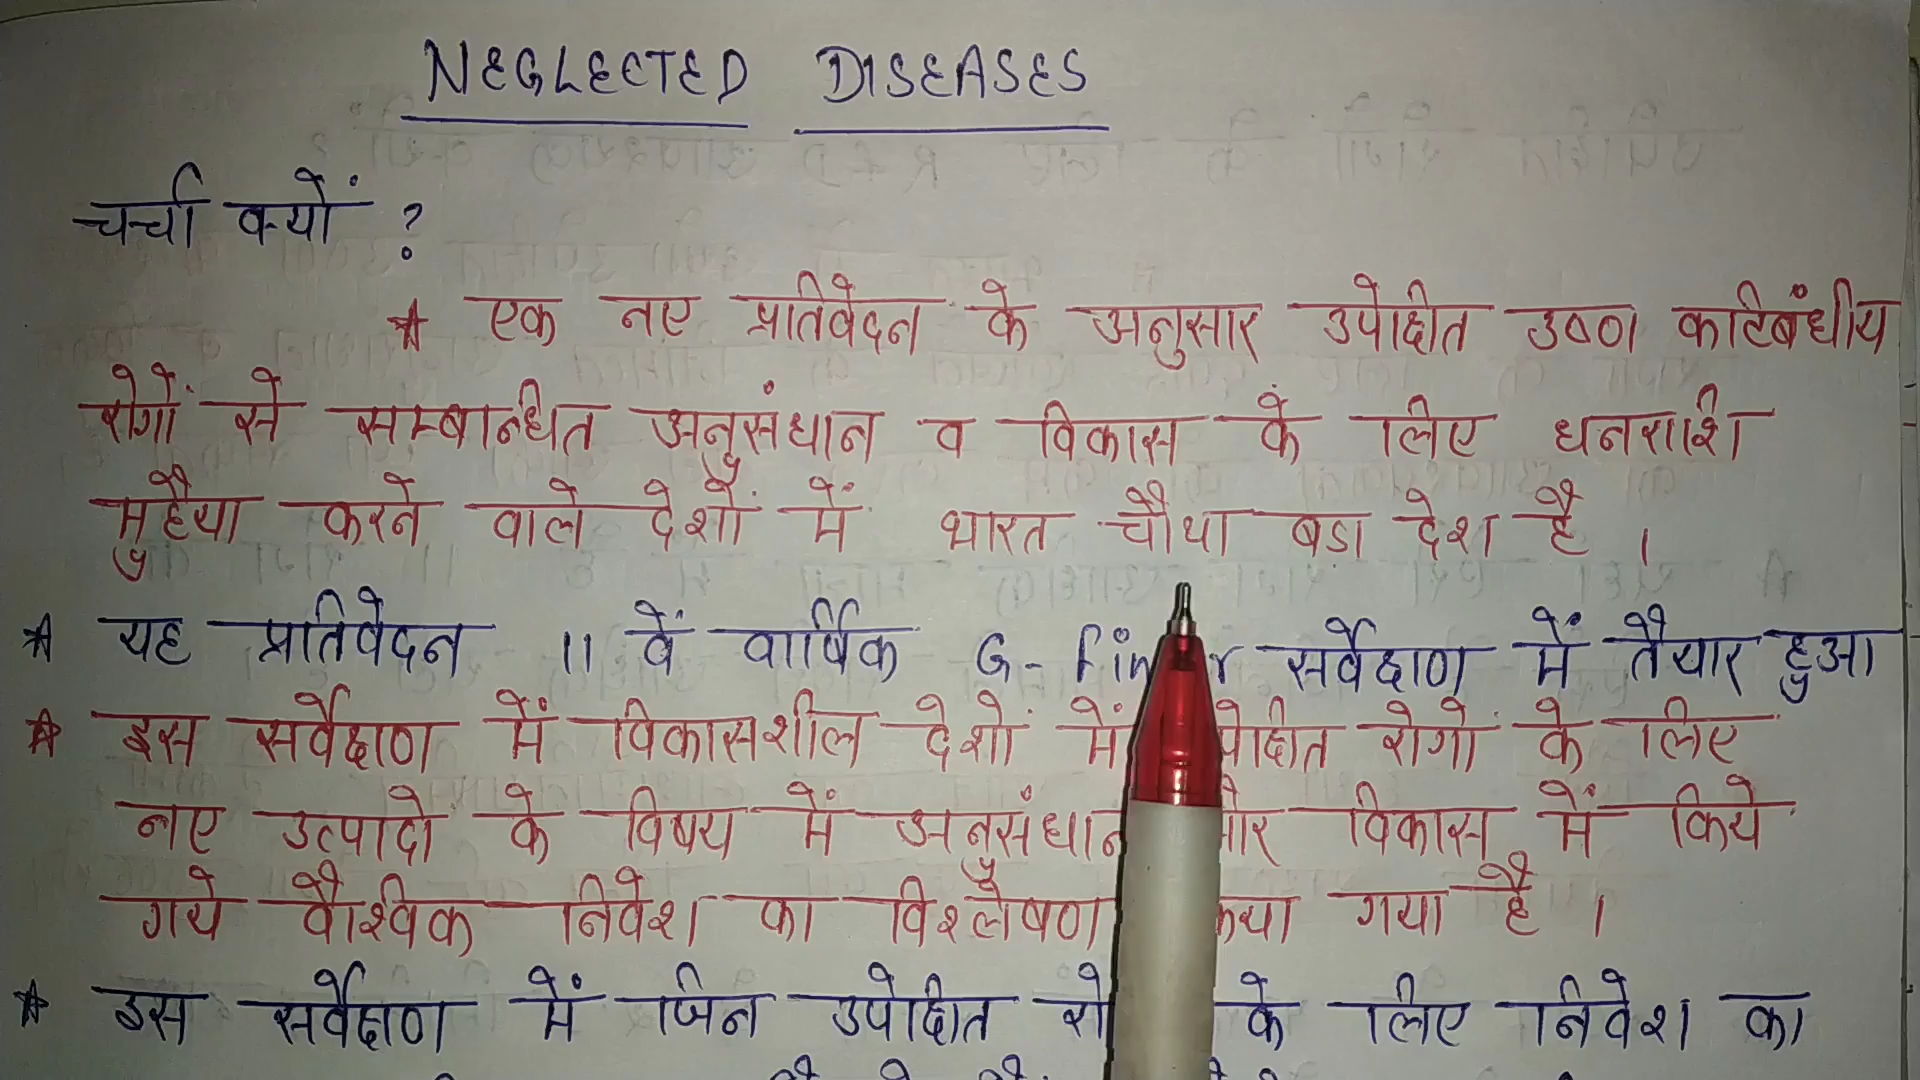 NEGLECTED DISEASES
चर्चा क्यों ?
★ एक नए प्रतिवेदन के अनुसार उपेक्षित उष्ण कटिबंधीय
रोगों से सम्बन्धित अनुसंधान व विकास के लिए धनराशि
मुहैया करने वाले देशों में भारत चौथा बड़ा देश है ।
★ यह प्रतिवेदन 11 वें वार्षिक G- सर्वेक्षण में तैयार हुआ
★ इस सर्वेक्षण में विकासशील देशों में रोगों के लिए
नए उत्पादों के विषय में अनुसंधान विकास में किये
गये वैश्विक निवेश का विश्लेषण गया है ।
★ इस सर्वेक्षण में जिन उपेक्षित के लिए निवेश का